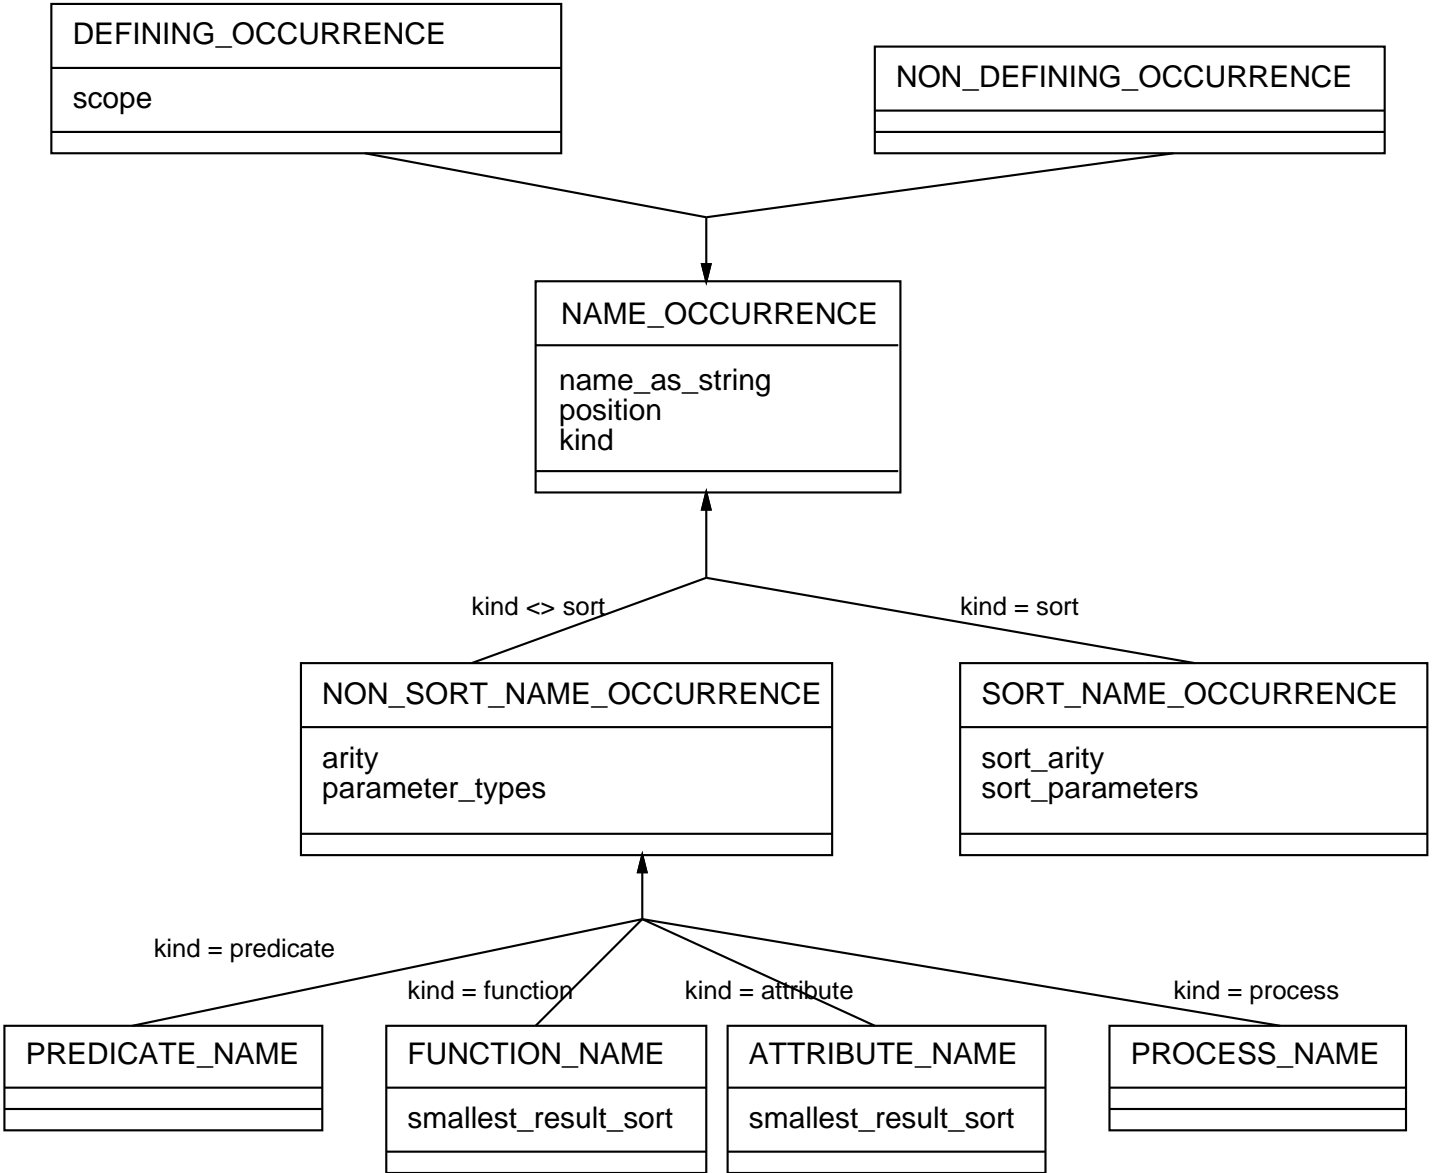 DEFINING_OCCURRENCE
scope
NON_DEFINING_OCCURRENCE
NAME_OCCURRENCE
name_as_string
position
kind
kind <> sort
kind = sort
NON_SORT_NAME_OCCURRENCE
arity
parameter_types
SORT_NAME_OCCURRENCE
sort_arity
sort_parameters
kind = predicate
kind = function
kind = attribute
kind = process
PREDICATE_NAME
FUNCTION_NAME
smallest_result_sort
ATTRIBUTE_NAME
smallest_result_sort
PROCESS_NAME